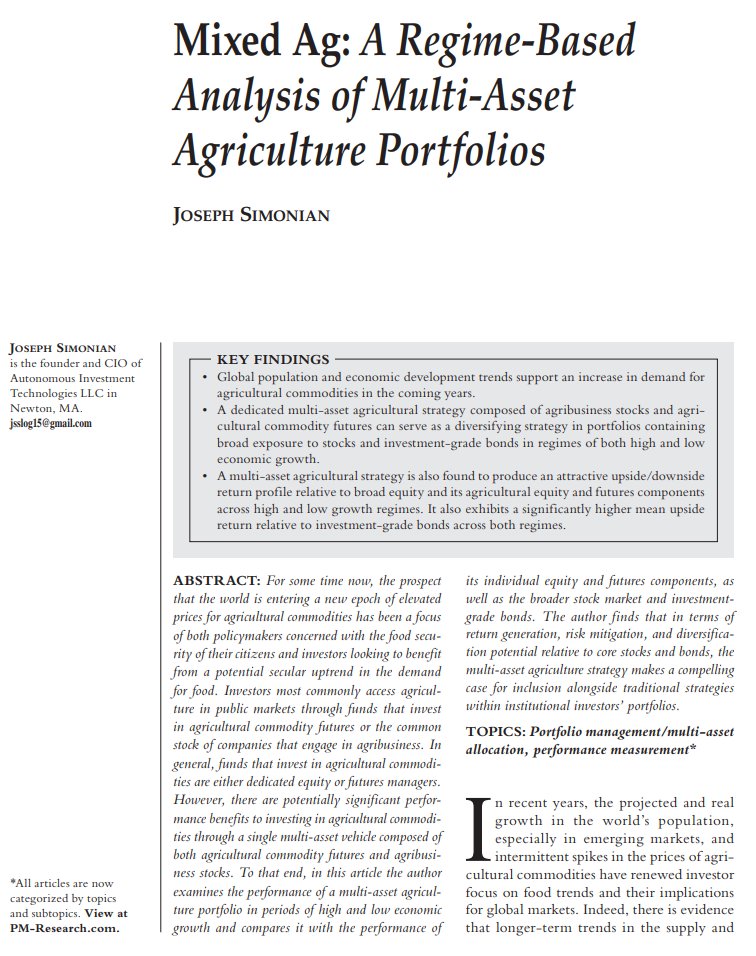 Mixed Ag: A Regime-Based
Analysis of Multi-Asset
Agriculture Portfolios
JOSEPH SIMONIAN
JOSEPH SIMONIAN
is the founder and CIO of
Autonomous Investment
Technologies LLC in
Newton, MA.
jsslog15@gmail.com
KEY FINDINGS
• Global population and economic development trends support an increase in demand for
agricultural commodities in the coming years.
• A dedicated multi-asset agricultural strategy composed of agribusiness stocks and agri-
cultural commodity futures can serve as a diversifying strategy in portfolios containing
broad exposure to stocks and investment-grade bonds in regimes of both high and low
economic growth.
• A multi-asset agricultural strategy is also found to produce an attractive upside/downside
return profile relative to broad equity and its agricultural equity and futures components
across high and low growth regimes. It also exhibits a significantly higher mean upside
return relative to investment-grade bonds across both regimes.
ABSTRACT: For some time now, the prospect
that the world is entering a new epoch of elevated
prices for agricultural commodities has been a focus
of both policymakers concerned with the food secu-
rity of their citizens and investors looking to benefit
from a potential secular uptrend in the demand
for food. Investors most commonly access agricul-
ture in public markets through funds that invest
in agricultural commodity futures or the common
stock of companies that engage in agribusiness. In
general, funds that invest in agricultural commodi-
ties are either dedicated equity or futures managers.
However, there are potentially significant perfor-
mance benefits to investing in agricultural commodi-
ties through a single multi-asset vehicle composed of
both agricultural commodity futures and agribusi-
ness stocks. To that end, in this article the author
examines the performance of a multi-asset agricul-
ture portfolio in periods of high and low economic
growth and compares it with the performance of
its individual equity and futures components, as
well as the broader stock market and investment-
grade bonds. The author finds that in terms of
return generation, risk mitigation, and diversifica-
tion potential relative to core stocks and bonds, the
multi-asset agriculture strategy makes a compelling
case for inclusion alongside traditional strategies
within institutional investors' portfolios.
TOPICS: Portfolio management/multi-asset
allocation, performance measurement*
In recent years, the projected and real
growth in the world's population,
especially in emerging markets, and
intermittent spikes in the prices of agri-
cultural commodities have renewed investor
focus on food trends and their implications
for global markets. Indeed, there is evidence
that longer-term trends in the supply and
*All articles are now
categorized by topics
and subtopics. View at
PM-Research.com.